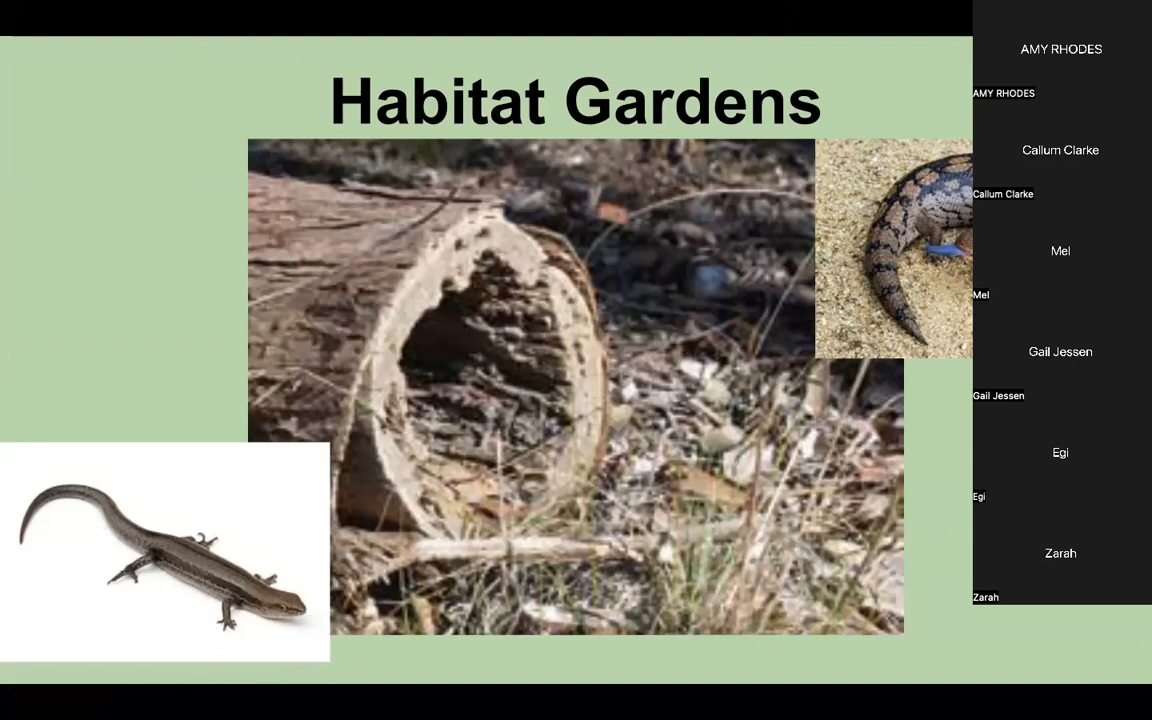 Habitat Gardens
AMY RHODES
AMY RHODES
Callum Clarke
Callum Clarke
Mel
Mel
Gail Jessen
Gail Jessen
Egi
Egi
Zarah
Zarah